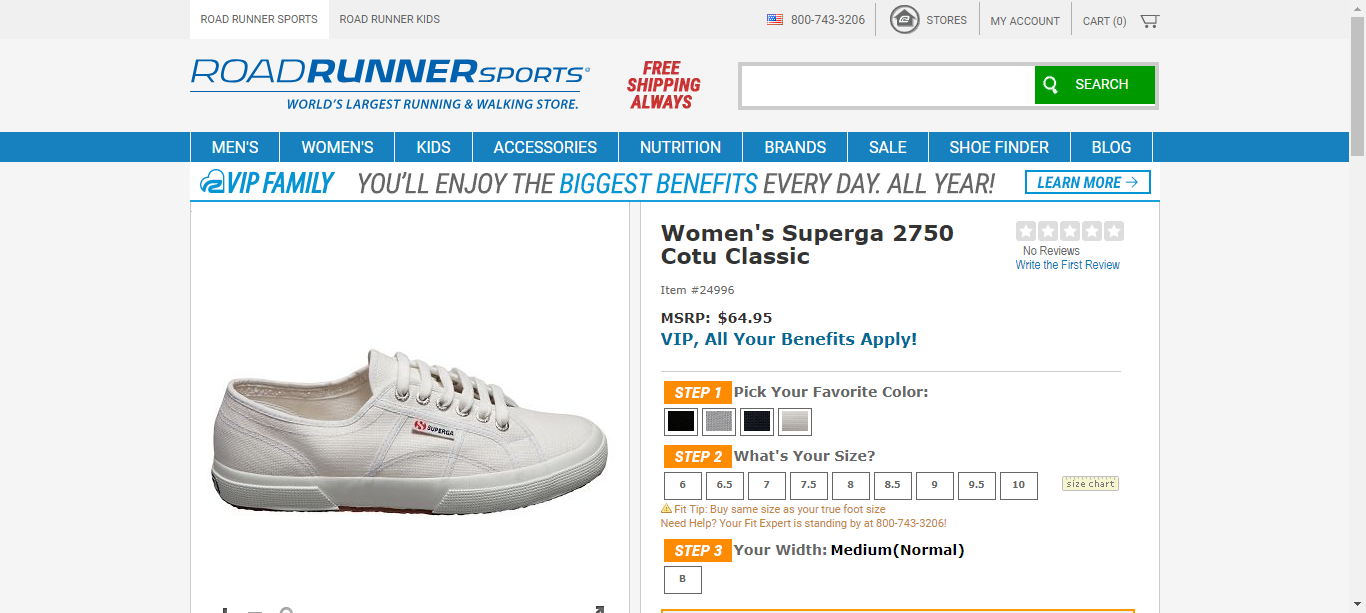 ROAD RUNNER SPORTS
ROAD RUNNER KIDS
800-743-3206
STORES
MY ACCOUNT
CART (0)
ROADRUNNERSPORTS®
WORLD'S LARGEST RUNNING & WALKING STORE.
FREE
SHIPPING
ALWAYS
SEARCH
MEN'S
WOMEN'S
KIDS
ACCESSORIES
NUTRITION
BRANDS
SALE
SHOE FINDER
BLOG
VIP FAMILY
YOU'LL ENJOY THE BIGGEST BENEFITS EVERY DAY. ALL YEAR!
LEARN MORE →
SUPERGA
Women's Superga 2750
Cotu Classic
No Reviews
Write the First Review
Item #24996
MSRP: $64.95
VIP, All Your Benefits Apply!
STEP 1 Pick Your Favorite Color:
STEP 2 What's Your Size?
6 6.5 7 7.5 8 8.5 9 9.5 10
size chart
Fit Tip: Buy same size as your true foot size
Need Help? Your Fit Expert is standing by at 800-743-3206!
STEP 3 Your Width: Medium(Normal)
B